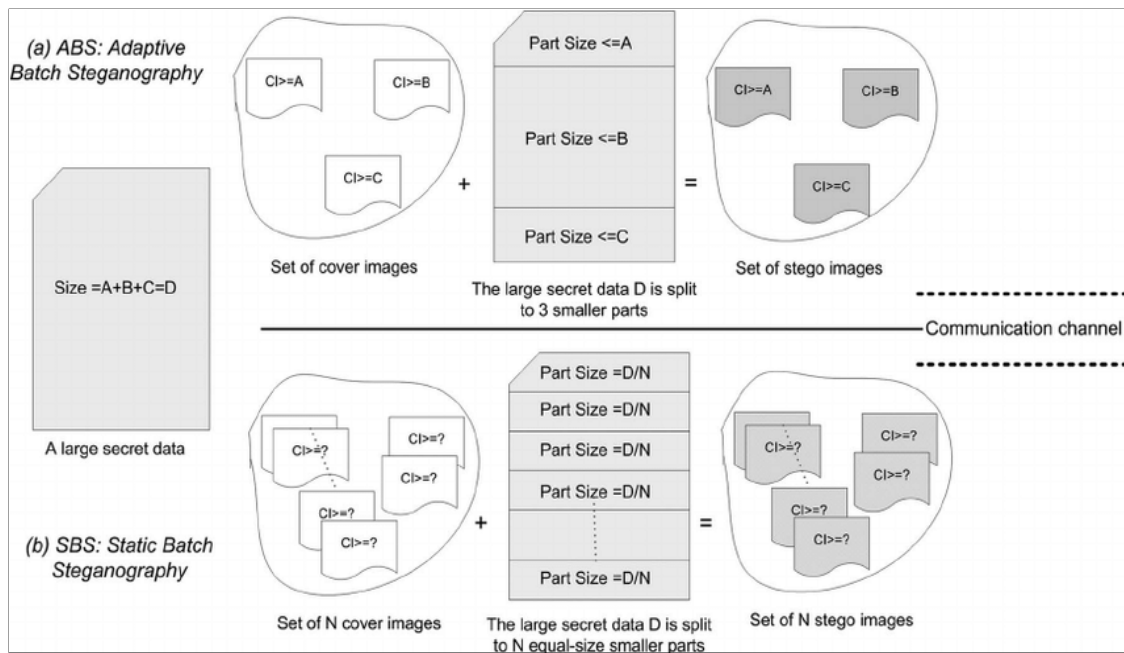 (a) ABS: Adaptive
Batch Steganography
CI>=A
CI>=B
CI>=C
+
Set of cover images
Part Size <=A
Part Size <=B
Part Size <=C
The large secret data D is split
to 3 smaller parts
=
CI>=A
CI>=B
CI>=C
Set of stego images
Size =A+B+C=D
A large secret data
Communication channel
(b) SBS: Static Batch
Steganography
CI>=?
CI>=?
CI>=?
CI>=?
CI>=?
+
Set of N cover images
Part Size =D/N
Part Size =D/N
Part Size =D/N
Part Size =D/N
Part Size =D/N
The large secret data D is split
to N equal-size smaller parts
=
CI>=?
CI>=?
CI>=?
CI>=?
CI>=?
Set of N stego images